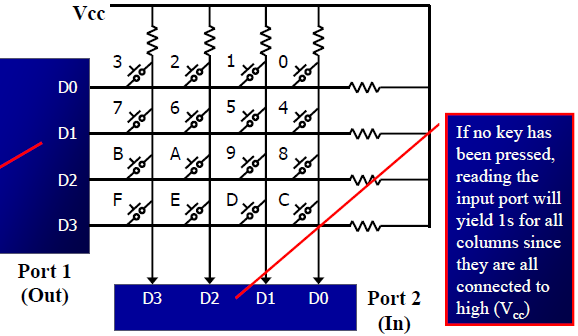 Vcc
3 2 1 0
D0
7 6 5 4
D1
B A 9 8
D2
F E D C
D3
Port 1
(Out)
D3 D2 D1 D0
Port 2
(In)
If no key has
been pressed,
reading the
input port will
yield 1s for all
columns since
they are all
connected to
high (Vcc)